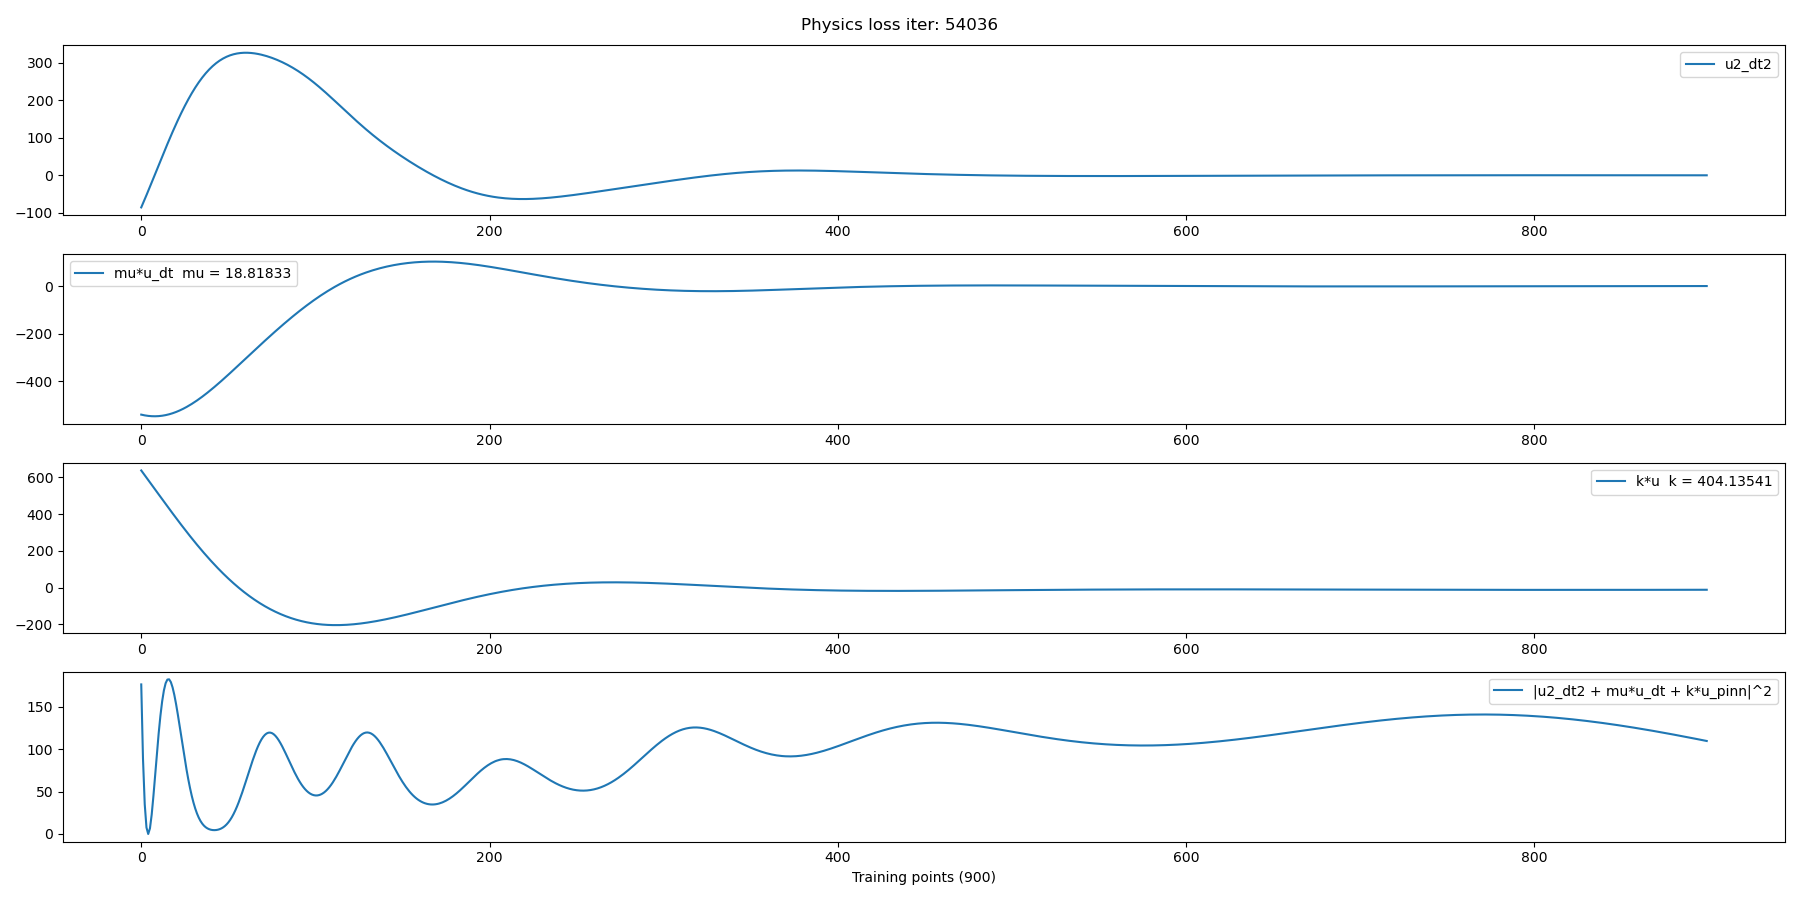 Physics loss iter: 54036
300
200
100
0
−100
u2_dt2
0 200 400 600 800
0
−200
−400
mu*u_dt  mu = 18.81833
0 200 400 600 800
600
400
200
0
−200
k*u  k = 404.13541
0 200 400 600 800
150
100
50
0
|u2_dt2 + mu*u_dt + k*u_pinn|^2
0 200 400 600 800
Training points (900)